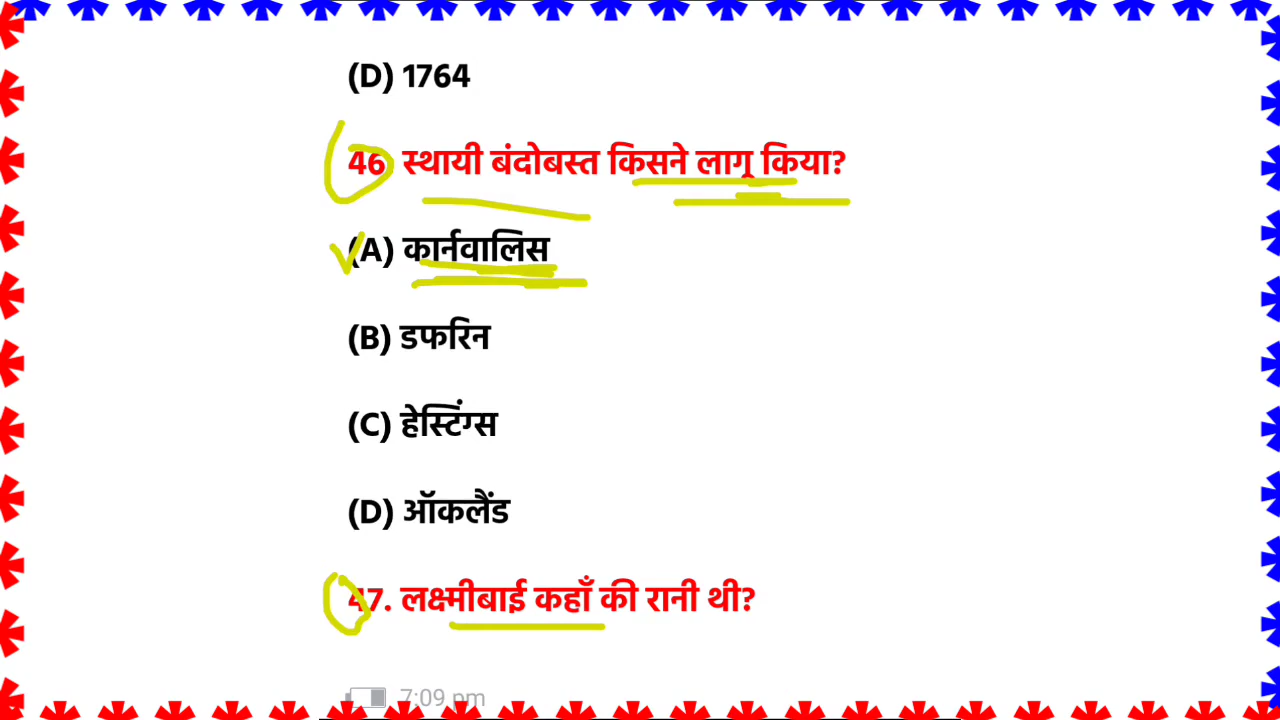 (D) 1764
46. स्थायी बंदोबस्त किसने लागू किया?
(A) कार्नवालिस
(B) डफरिन
(C) हेस्टिंग्स
(D) ऑकलैंड
47. लक्ष्मीबाई कहाँ की रानी थी?
7:09 pm